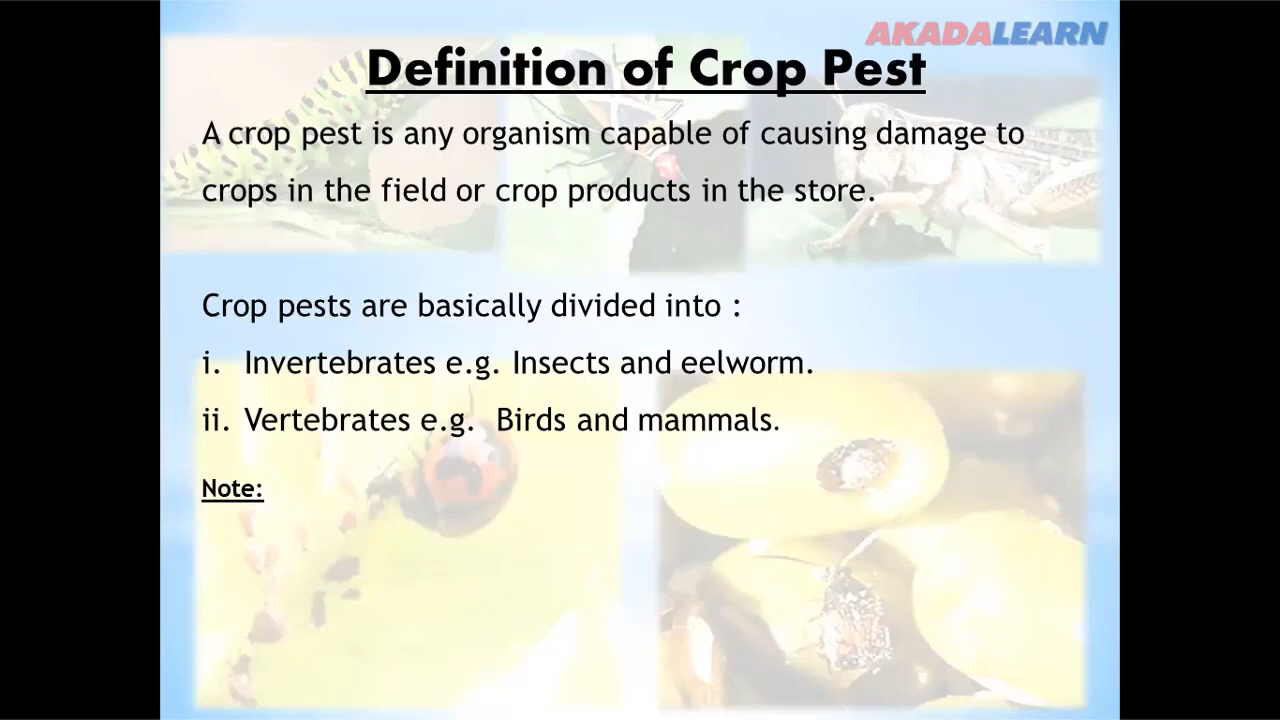 AKADALEARN
Definition of Crop Pest
A crop pest is any organism capable of causing damage to
crops in the field or crop products in the store.
Crop pests are basically divided into :
i. Invertebrates e.g. Insects and eelworm.
ii. Vertebrates e.g. Birds and mammals.
Note: